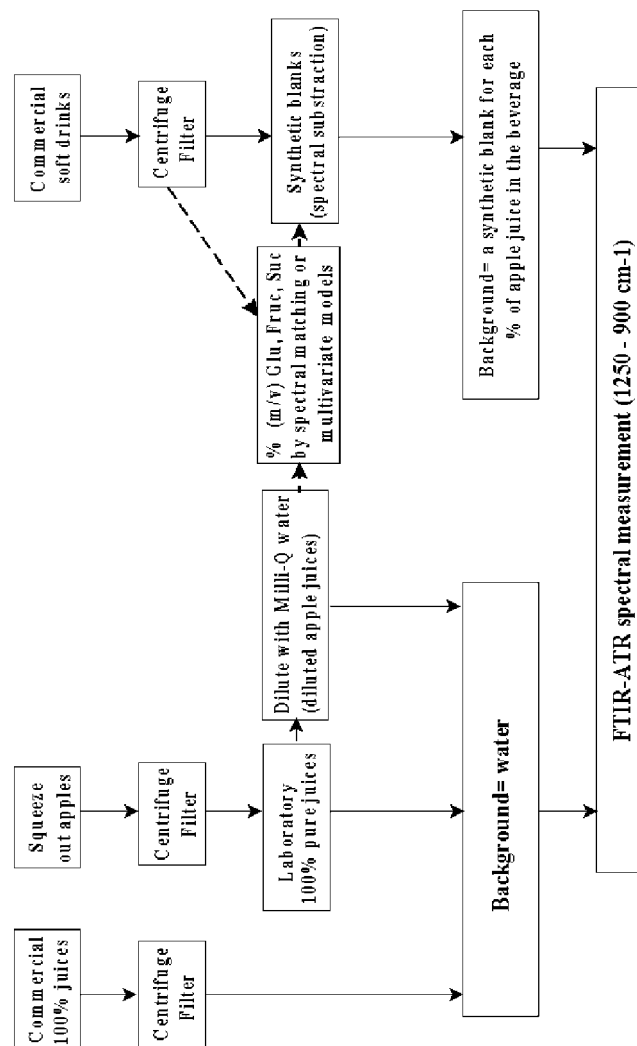 Commercial
100% juices
Centrifuge
Filter
Squeeze
out apples
Centrifuge
Filter
Laboratory
100% pure juices
Dilute with Milli-Q water
(diluted apple juices)
Background= water
Commercial
soft drinks
Centrifuge
Filter
% (m/v) Glu, Fruc, Suc
by spectral matching or
multivariate models
Synthetic blanks
(spectral substraction)
Background= a synthetic blank for each
% of apple juice in the beverage
FTIR-ATR spectral measurement (1250 - 900 cm-1)